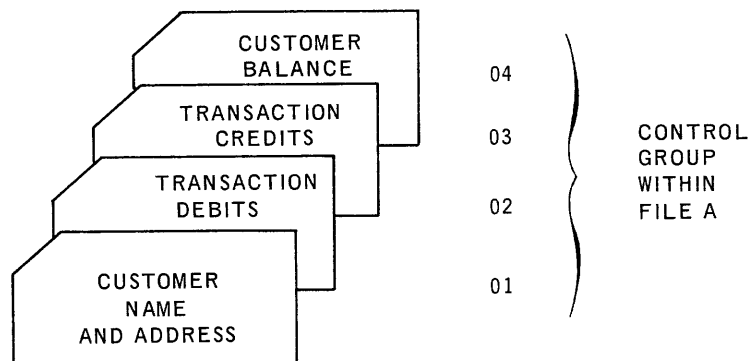 CUSTOMER
BALANCE
04
TRANSACTION
CREDITS
03
TRANSACTION
DEBITS
02
CUSTOMER
NAME
AND ADDRESS
01
CONTROL
GROUP
WITHIN
FILE A